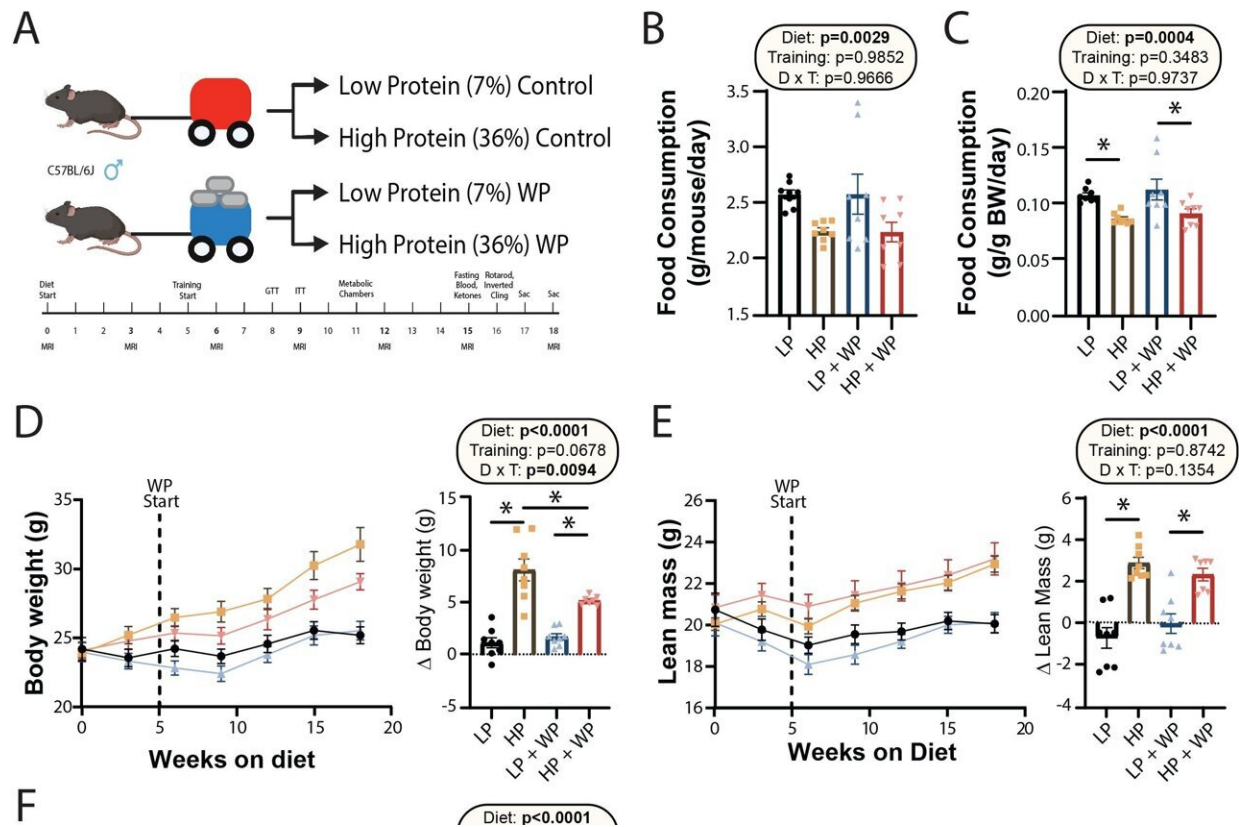 A
Low Protein (7%) Control
High Protein (36%) Control
C57BL/6J ♂
Low Protein (7%) WP
High Protein (36%) WP
Diet
Start
Training
Start
GTT
ITT
Metabolic
Chambers
Fasting
Blood,
Ketones
Rotarod,
Inverted
Cling
Sac
Sac
0 1 2 3 4 5 6 7 8 9 10 11 12 13 14 15 16 17 18
MRI MRI MRI MRI MRI MRI MRI
B
Diet: p=0.0029
Training: p=0.9852
D x T: p=0.9666
Food Consumption
(g/mouse/day)
3.5
3.0
2.5
2.0
1.5
LP
HP
LP + WP
HP + WP
C
Diet: p=0.0004
Training: p=0.3483
D x T: p=0.9737
Food Consumption
(g/g BW/day)
0.20
0.15
0.10
0.05
0.00
*
*
LP
HP
LP + WP
HP + WP
D
WP
Start
Body weight (g)
35
30
25
20
0 5 10 15 20
Weeks on diet
Diet: p<0.0001
Training: p=0.0678
D x T: p=0.0094
Δ Body weight (g)
15
10
5
0
-5
*
*
*
LP
HP
LP + WP
HP + WP
E
WP
Start
Lean mass (g)
26
24
22
20
18
16
0 5 10 15 20
Weeks on Diet
Diet: p<0.0001
Training: p=0.8742
D x T: p=0.1354
Δ Lean Mass (g)
6
4
2
0
-2
-4
*
*
LP
HP
LP + WP
HP + WP
F
Diet: p<0.0001